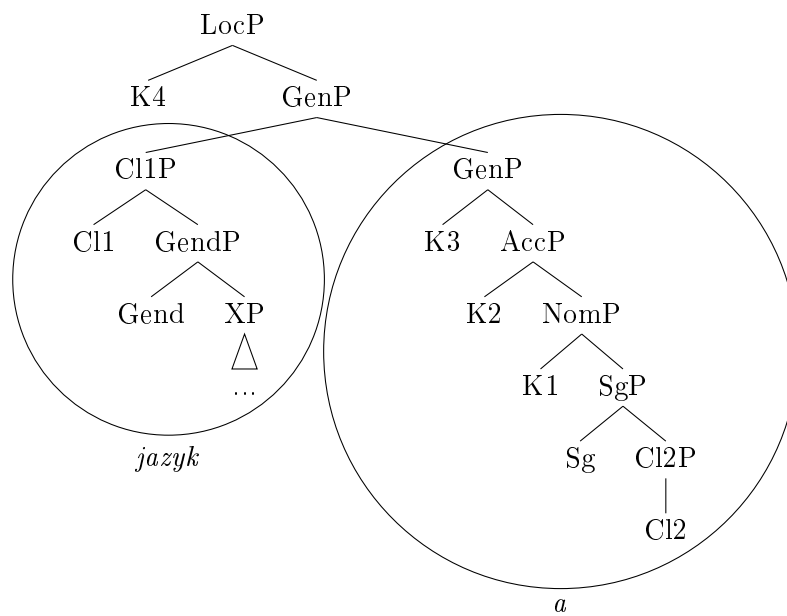 LocP
K4 GenP
Cl1P GenP
Cl1 GendP K3 AccP
Gend XP K2 NomP
... K1 SgP
jazyk Sg Cl2P
Cl2
a